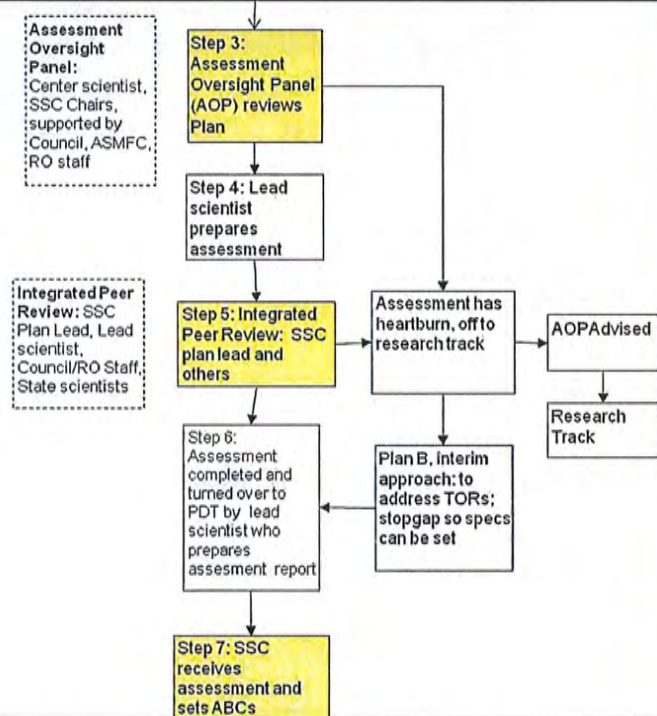 Assessment
Oversight
Panel:
Center scientist,
SSC Chairs,
supported by
Council, ASMFC,
RO staff
Step 3:
Assessment
Oversight Panel
(AOP) reviews
Plan
Step 4: Lead
scientist
prepares
assessment
Integrated Peer
Review: SSC
Plan Lead, Lead
scientist,
Council/RO Staff,
State scientists
Step 5: Integrated
Peer Review: SSC
plan lead and
others
Assessment has
heartburn, off to
research track
AOPAdvised
Research
Track
Step 6:
Assessment
completed and
turned over to
PDT by lead
scientist who
prepares
assesment report
Plan B, interim
approach: to
address TORs;
stopgap so specs
can be set
Step 7: SSC
receives
assessment and
sets ABCs